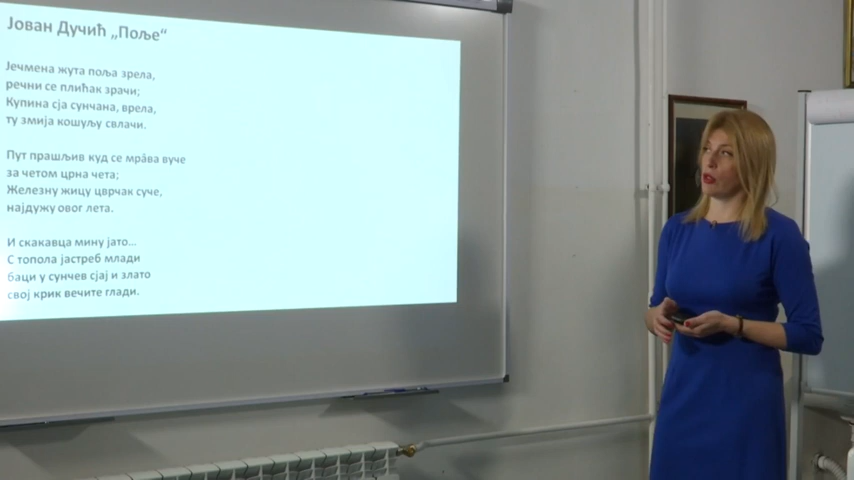 Јован Дучић „Поље“
Јечмена жута поља зрела,
речни се плићак зрачи;
Купина сја сунчана, врела,
ту змија кошуљу свлачи.
Пут прашљив куд се мрâва вуче
за четом црна чета;
Железну жицу цврчак суче,
најдужу овог лета.
И скакавца мину јато...
С топола јастреб млади
баци у сунчев сјај и злато
свој крик вечите глади.